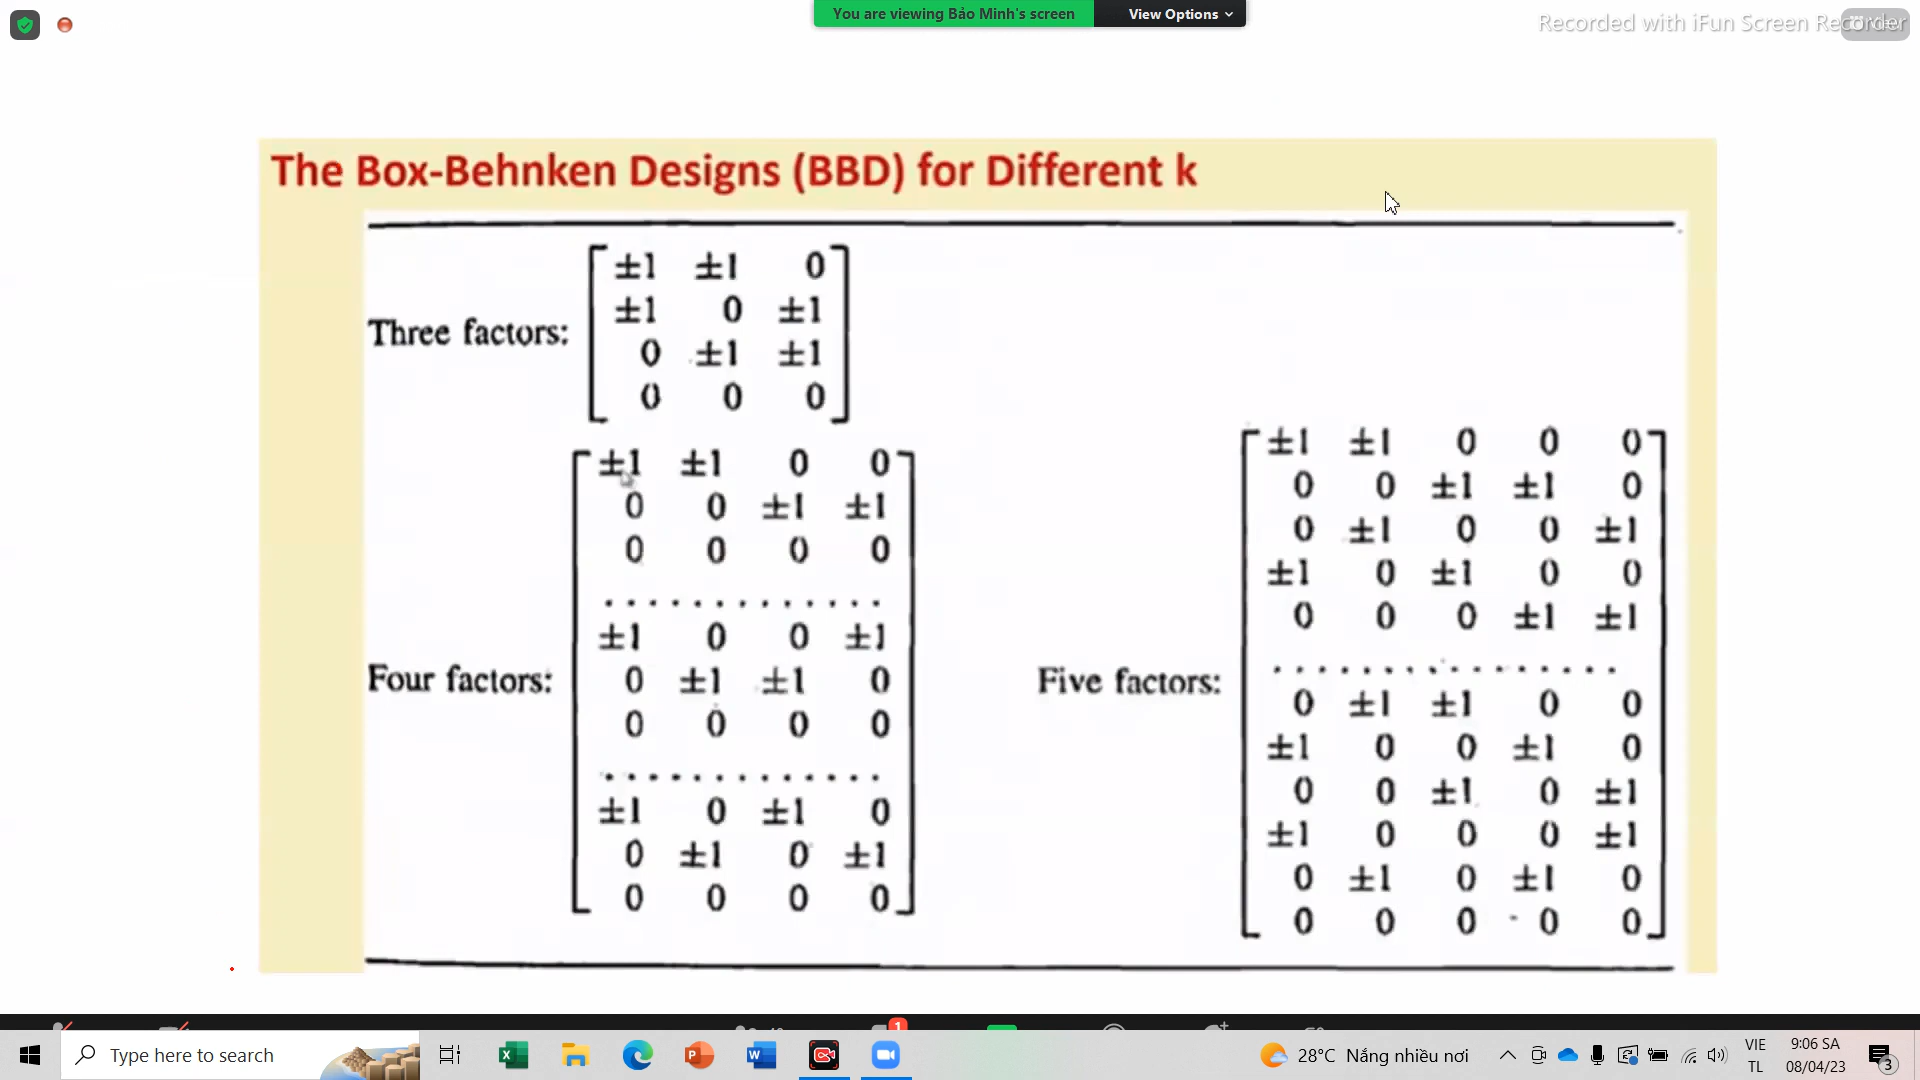 You are viewing Bảo Minh's screen
View Options
Recorded with iFun Screen Recorder
The Box-Behnken Designs (BBD) for Different k
Three factors:
±1 ±1 0
±1 0 ±1
0 ±1 ±1
0 0 0
Four factors:
±1 ±1 0 0
0 0 ±1 ±1
0 0 0 0
. . . . . . . . . . . . .
±1 0 0 ±1
0 ±1 ±1 0
0 0 0 0
. . . . . . . . . . . . .
±1 0 ±1 0
0 ±1 0 ±1
0 0 0 0
Five factors:
±1 ±1 0 0 0
0 0 ±1 ±1 0
0 ±1 0 0 ±1
±1 0 ±1 0 0
0 0 0 ±1 ±1
. . . . . . . . . . . . . . . .
0 ±1 ±1 0 0
±1 0 0 ±1 0
0 0 ±1 0 ±1
±1 0 0 0 ±1
0 ±1 0 ±1 0
0 0 0 0 0
1
Type here to search
28°C Nắng nhiều nơi
VIE
TL
9:06 SA
08/04/23
3